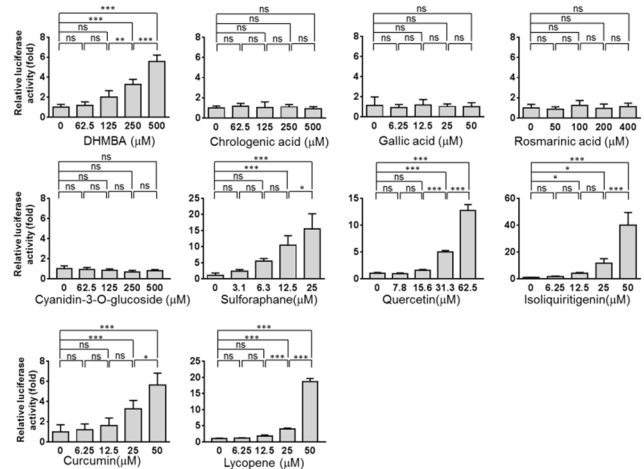 ***
***
ns
ns ns ** ***
Relative luciferase activity (fold)
8
6
4
2
0
0 62.5 125 250 500
DHMBA (μM)
ns
ns
ns
ns ns ns ns
8
6
4
2
0
0 62.5 125 250 500
Chrologenic acid (μM)
ns
ns
ns
ns ns ns ns
8
6
4
2
0
0 6.25 12.5 25 50
Gallic acid (μM)
ns
ns
ns
ns ns ns ns
8
6
4
2
0
0 50 100 200 400
Rosmarinic acid (μM)
ns
ns
ns
ns ns ns ns
Relative luciferase activity (fold)
8
6
4
2
0
0 62.5 125 250 500
Cyanidin-3-O-glucoside (μM)
***
***
ns
ns ns ns *
25
20
15
10
5
0
0 3.1 6.3 12.5 25
Sulforaphane(μM)
***
***
ns
ns ns *** ***
15
10
5
0
0 7.8 15.6 31.3 62.5
Quercetin(μM)
***
*
*
ns ns ns ***
60
40
20
0
0 6.25 12.5 25 50
Isoliquiritigenin(μM)
***
***
ns
ns ns ns *
Relative luciferase activity (fold)
8
6
4
2
0
0 6.25 12.5 25 50
Curcumin(μM)
***
***
ns
ns ns *** ***
25
20
15
10
5
0
0 6.25 12.5 25 50
Lycopene(μM)